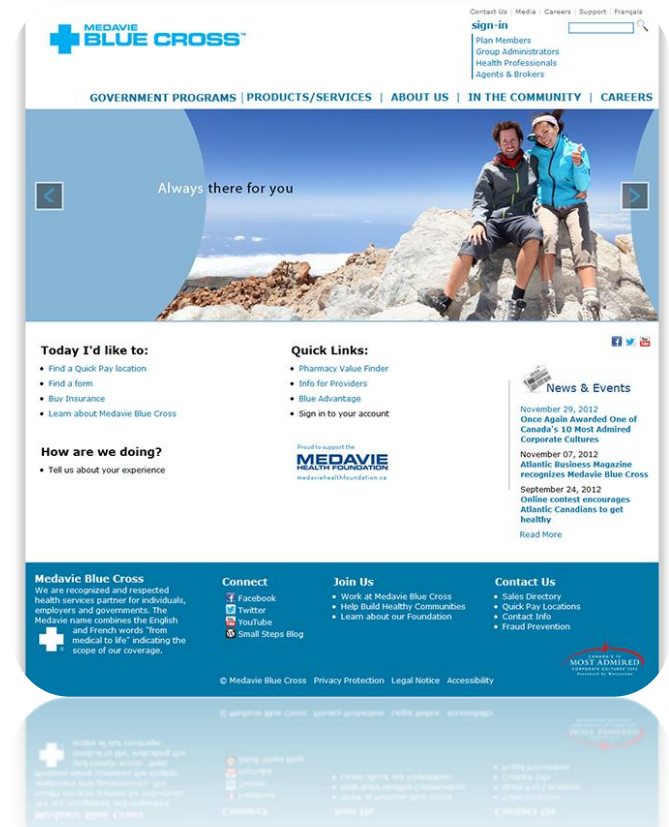 Contact Us | Media | Careers | Support | Français
MEDAVIE
BLUE CROSS™
sign-in
Plan Members
Group Administrators
Health Professionals
Agents & Brokers
GOVERNMENT PROGRAMS | PRODUCTS/SERVICES | ABOUT US | IN THE COMMUNITY | CAREERS
Always there for you
Today I'd like to:
• Find a Quick Pay location
• Find a form
• Buy Insurance
• Learn about Medavie Blue Cross
How are we doing?
• Tell us about your experience
Quick Links:
• Pharmacy Value Finder
• Info for Providers
• Blue Advantage
• Sign in to your account
Proud to support the
MEDAVIE
HEALTH FOUNDATION
medaviehealthfoundation.ca
News & Events
November 29, 2012
Once Again Awarded One of
Canada's 10 Most Admired
Corporate Cultures
November 07, 2012
Atlantic Business Magazine
recognizes Medavie Blue Cross
September 24, 2012
Online contest encourages
Atlantic Canadians to get
healthy
Read More
Medavie Blue Cross
We are recognized and respected
health services partner for individuals,
employers and governments. The
Medavie name combines the English
and French words "from
medical to life" indicating the
scope of our coverage.
Connect
Facebook
Twitter
YouTube
Small Steps Blog
Join Us
• Work at Medavie Blue Cross
• Help Build Healthy Communities
• Learn about our Foundation
Contact Us
• Sales Directory
• Quick Pay Locations
• Contact Info
• Fraud Prevention
CANADA'S 10
MOST ADMIRED
CORPORATE CULTURES
© Medavie Blue Cross Privacy Protection Legal Notice Accessibility